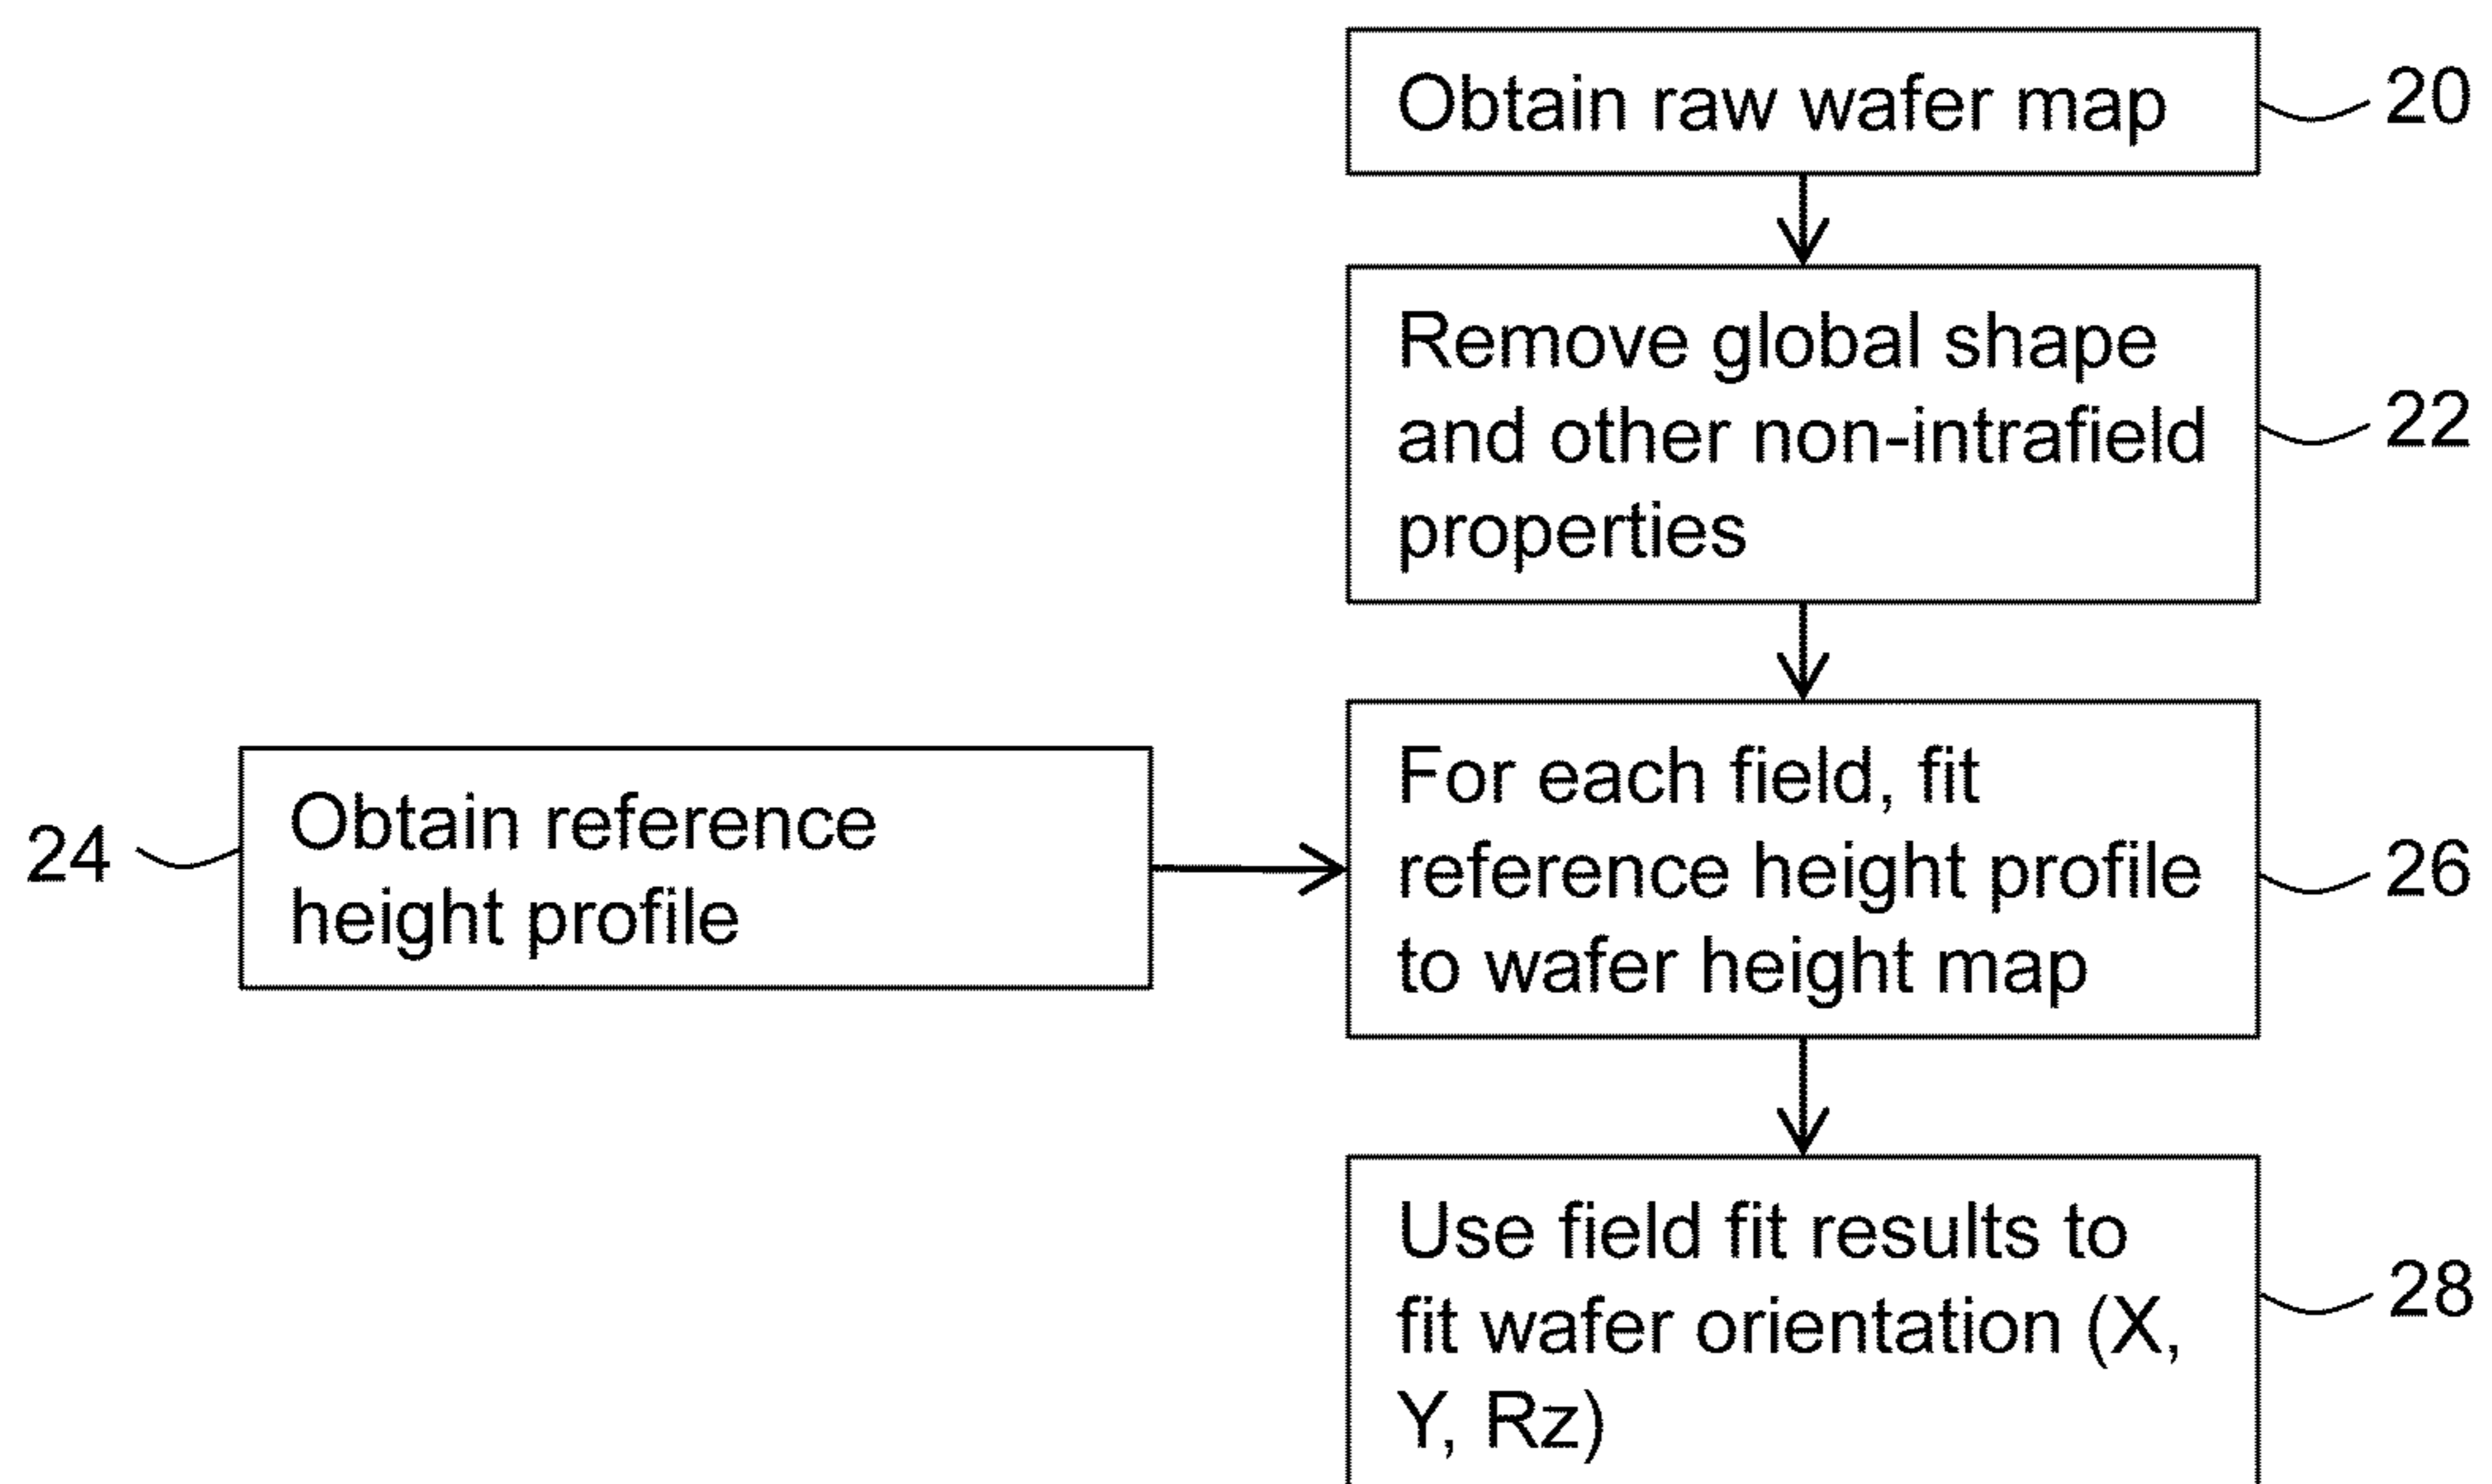 Obtain raw wafer map
20
Remove global shape
and other non-intrafield
properties
22
24
Obtain reference
height profile
For each field, fit
reference height profile
to wafer height map
26
Use field fit results to
fit wafer orientation (X,
Y, Rz)
28